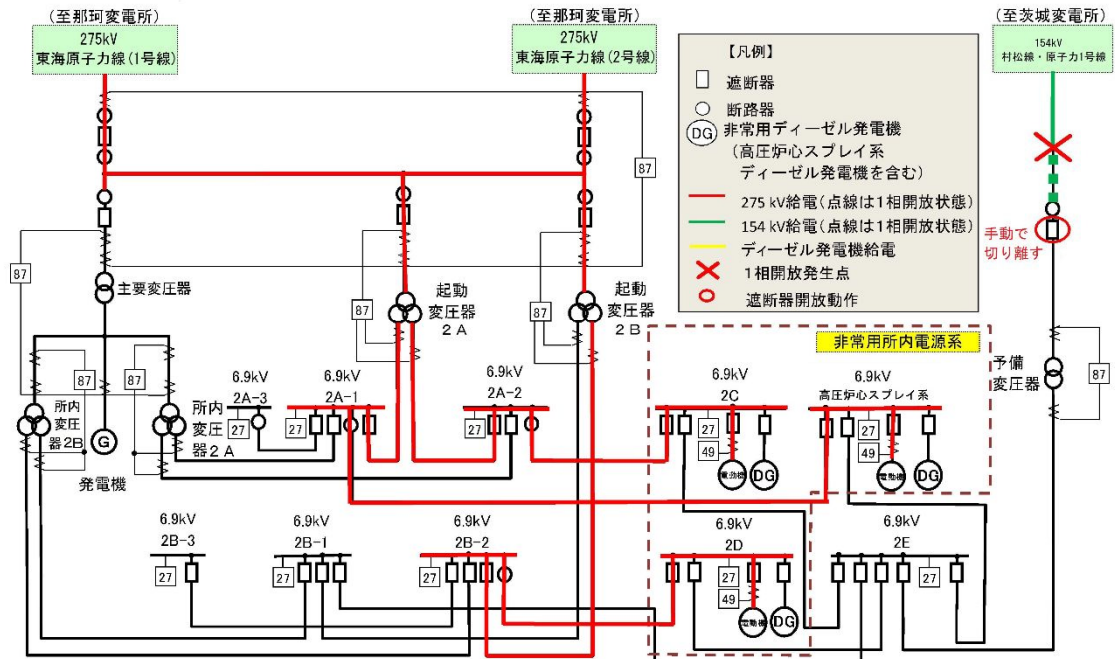 (至那珂変電所)
275kV
東海原子力線(1号線)
(至那珂変電所)
275kV
東海原子力線(2号線)
(至茨城変電所)
154kV
村松線・原子力1号線
【凡例】
遮断器
断路器
DG
非常用ディーゼル発電機
(高圧炉心スプレイ系
ディーゼル発電機を含む)
275 kV給電(点線は1相開放状態)
154 kV給電(点線は1相開放状態)
ディーゼル発電機給電
1相開放発生点
遮断器開放動作
手動で
切り離す
87
87
87
87
87
主要変圧器
起動
変圧器
2A
起動
変圧器
2B
非常用所内電源系
予備
変圧器
87
87
所内
変圧
器2B
G
発電機
所内
変圧
器2A
6.9kV
2A-3
27
6.9kV
2A-1
27
6.9kV
2A-2
27
6.9kV
2C
27
49
電動機
DG
6.9kV
高圧炉心スプレイ系
27
49
電動機
DG
6.9kV
2B-3
27
6.9kV
2B-1
27
6.9kV
2B-2
27
6.9kV
2D
27
49
電動機
DG
6.9kV
2E
27